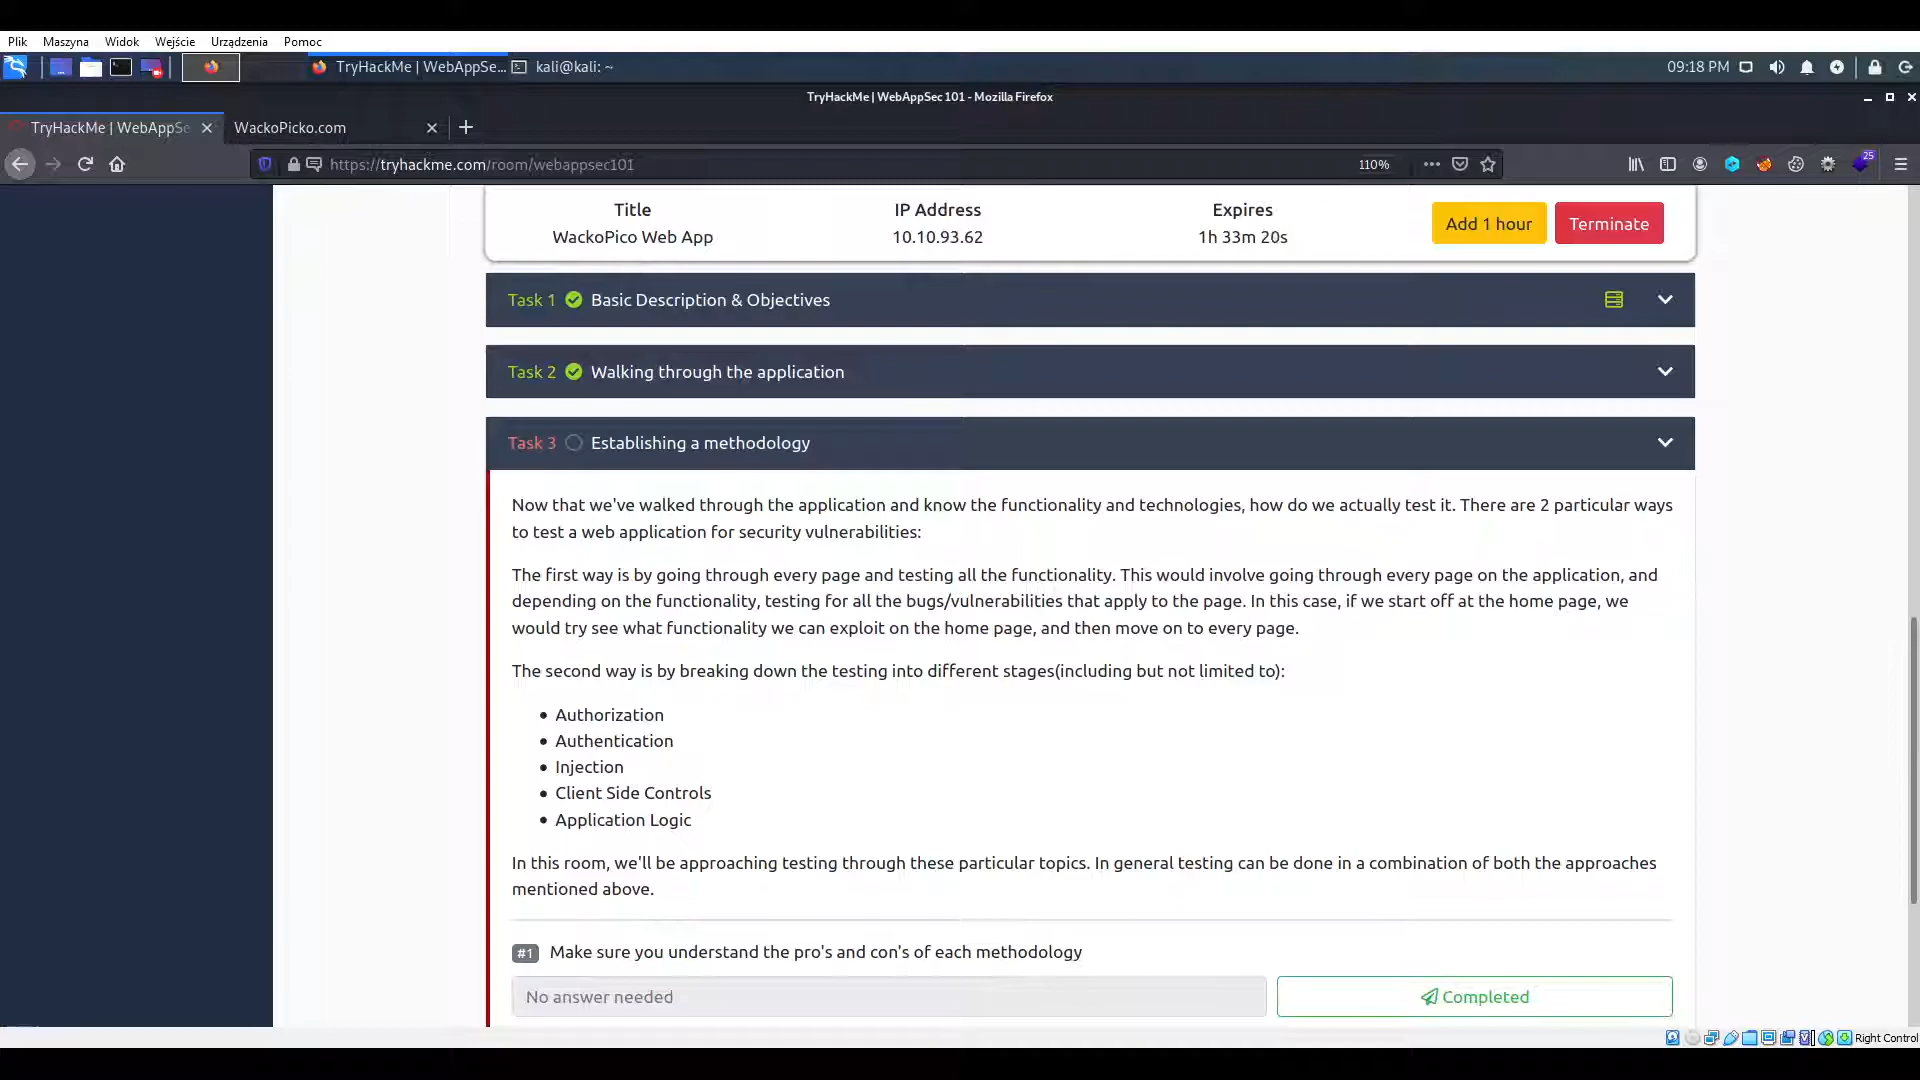 Plik Maszyna Widok Wejście Urządzenia Pomoc
TryHackMe | WebAppSe... kali@kali: ~ 09:18 PM
TryHackMe | WebAppSec 101 - Mozilla Firefox
TryHackMe | WebAppSe WackoPicko.com
https://tryhackme.com/room/webappsec101 110% 25
Title IP Address Expires
WackoPico Web App 10.10.93.62 1h 33m 20s Add 1 hour Terminate
Task 1 Basic Description & Objectives
Task 2 Walking through the application
Task 3 Establishing a methodology
Now that we've walked through the application and know the functionality and technologies, how do we actually test it. There are 2 particular ways
to test a web application for security vulnerabilities:
The first way is by going through every page and testing all the functionality. This would involve going through every page on the application, and
depending on the functionality, testing for all the bugs/vulnerabilities that apply to the page. In this case, if we start off at the home page, we
would try see what functionality we can exploit on the home page, and then move on to every page.
The second way is by breaking down the testing into different stages(including but not limited to):
• Authorization
• Authentication
• Injection
• Client Side Controls
• Application Logic
In this room, we'll be approaching testing through these particular topics. In general testing can be done in a combination of both the approaches
mentioned above.
#1 Make sure you understand the pro's and con's of each methodology
No answer needed Completed
Right Control